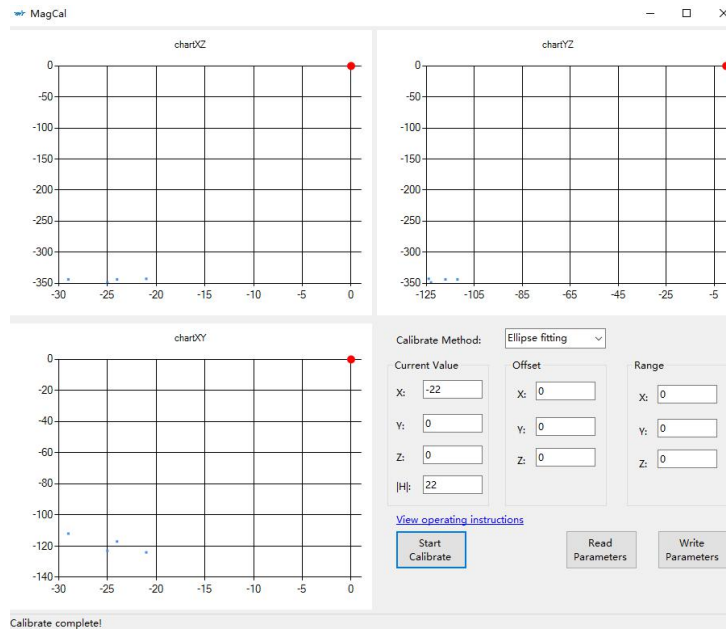 MagCal
chartXZ
0
-50
-100
-150
-200
-250
-300
-350
-30 -25 -20 -15 -10 -5 0
chartYZ
0
-50
-100
-150
-200
-250
-300
-350
-125 -105 -85 -65 -45 -25 -5
chartXY
0
-20
-40
-60
-80
-100
-120
-140
-30 -25 -20 -15 -10 -5 0
Calibrate Method: Ellipse fitting
Current Value Offset Range
X: -22 X: 0 X: 0
Y: 0 Y: 0 Y: 0
Z: 0 Z: 0 Z: 0
|H|: 22
View operating instructions
Start Read Write
Calibrate Parameters Parameters
Calibrate complete!